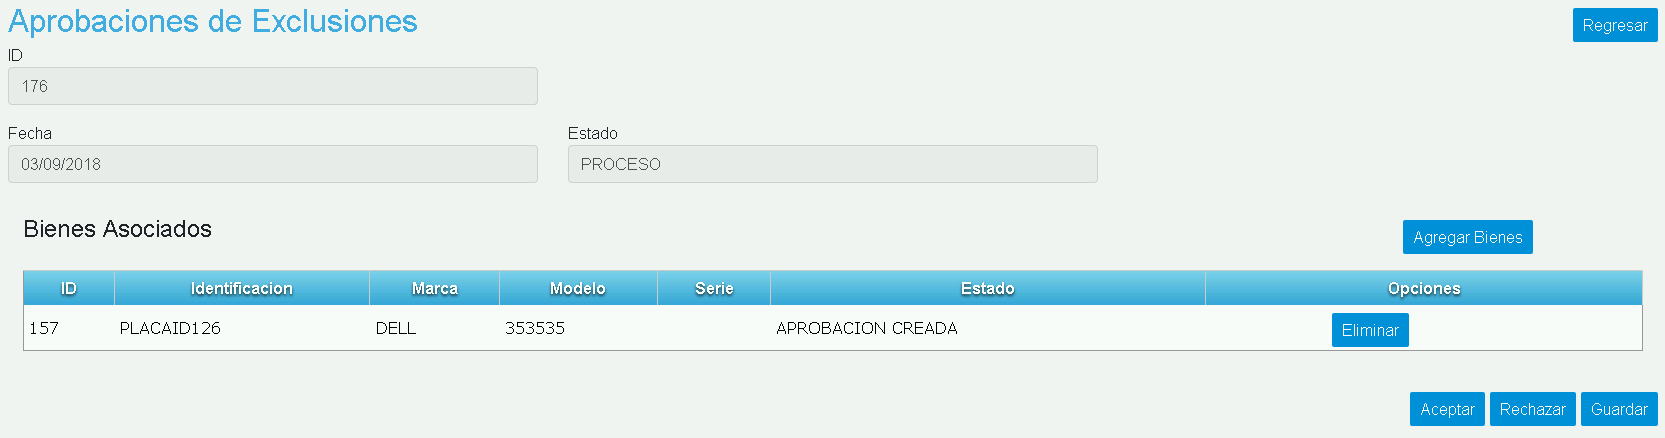 Aprobaciones de Exclusiones
Regresar
ID
176
Fecha
Estado
03/09/2018
PROCESO
Bienes Asociados
Agregar Bienes
ID Identificacion Marca Modelo Serie Estado Opciones
157 PLACAID126 DELL 353535 APROBACION CREADA Eliminar
Aceptar Rechazar Guardar